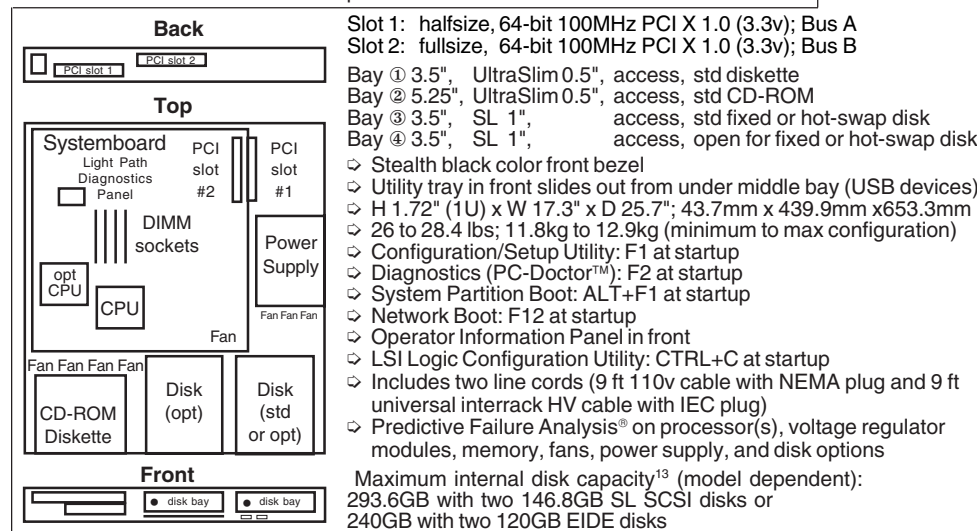 Back
PCI slot 1
PCI slot 2
Top
Systemboard
Light Path
Diagnostics
Panel
PCI
slot
#2
PCI
slot
#1
DIMM
sockets
Power
Supply
opt
CPU
CPU
Fan Fan Fan
Fan
Fan Fan Fan Fan
CD-ROM
Diskette
Disk
(opt)
Disk
(std
or opt)
Front
disk bay
disk bay
Slot 1: halfsize, 64-bit 100MHz PCI X 1.0 (3.3v); Bus A
Slot 2: fullsize, 64-bit 100MHz PCI X 1.0 (3.3v); Bus B
Bay ① 3.5", UltraSlim 0.5", access, std diskette
Bay ② 5.25", UltraSlim 0.5", access, std CD-ROM
Bay ③ 3.5", SL 1", access, std fixed or hot-swap disk
Bay ④ 3.5", SL 1", access, open for fixed or hot-swap disk
➭ Stealth black color front bezel
➭ Utility tray in front slides out from under middle bay (USB devices)
➭ H 1.72" (1U) x W 17.3" x D 25.7"; 43.7mm x 439.9mm x653.3mm
➭ 26 to 28.4 lbs; 11.8kg to 12.9kg (minimum to max configuration)
➭ Configuration/Setup Utility: F1 at startup
➭ Diagnostics (PC-Doctor™): F2 at startup
➭ System Partition Boot: ALT+F1 at startup
➭ Network Boot: F12 at startup
➭ Operator Information Panel in front
➭ LSI Logic Configuration Utility: CTRL+C at startup
➭ Includes two line cords (9 ft 110v cable with NEMA plug and 9 ft
universal interrack HV cable with IEC plug)
➭ Predictive Failure Analysis® on processor(s), voltage regulator
modules, memory, fans, power supply, and disk options
Maximum internal disk capacity¹³ (model dependent):
293.6GB with two 146.8GB SL SCSI disks or
240GB with two 120GB EIDE disks